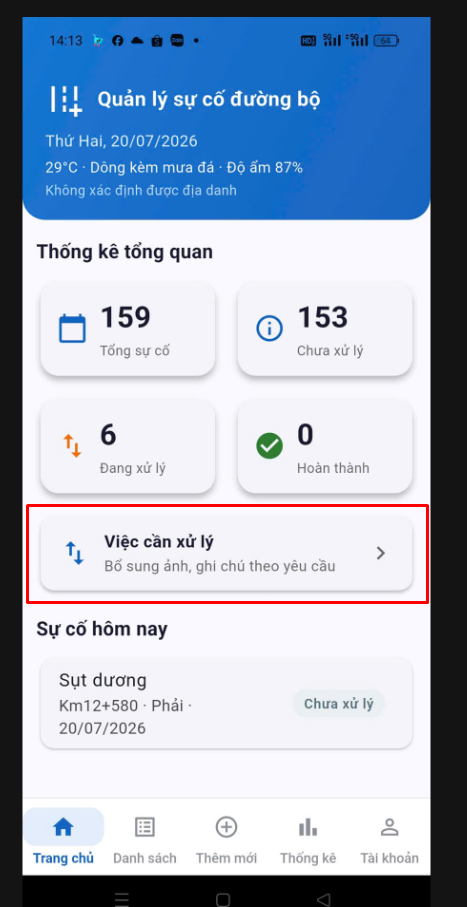 14:13
Quản lý sự cố đường bộ
Thứ Hai, 20/07/2026
29°C · Dông kèm mưa đá · Độ ẩm 87%
Không xác định được địa danh
Thống kê tổng quan
159
Tổng sự cố
153
Chưa xử lý
6
Đang xử lý
0
Hoàn thành
Việc cần xử lý
Bổ sung ảnh, ghi chú theo yêu cầu
Sự cố hôm nay
Sụt dương
Km12+580 · Phải ·
20/07/2026
Chưa xử lý
Trang chủ
Danh sách
Thêm mới
Thống kê
Tài khoản